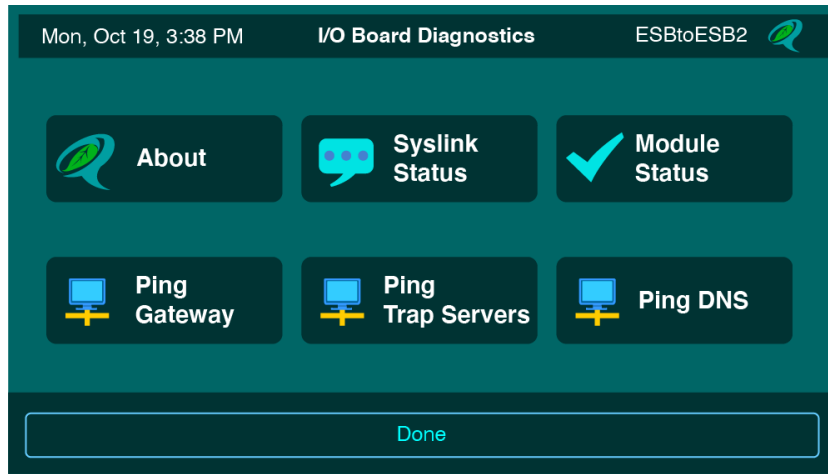 Mon, Oct 19, 3:38 PM
I/O Board Diagnostics
ESBtoESB2
About
Syslink
Status
Module
Status
Ping
Gateway
Ping
Trap Servers
Ping DNS
Done